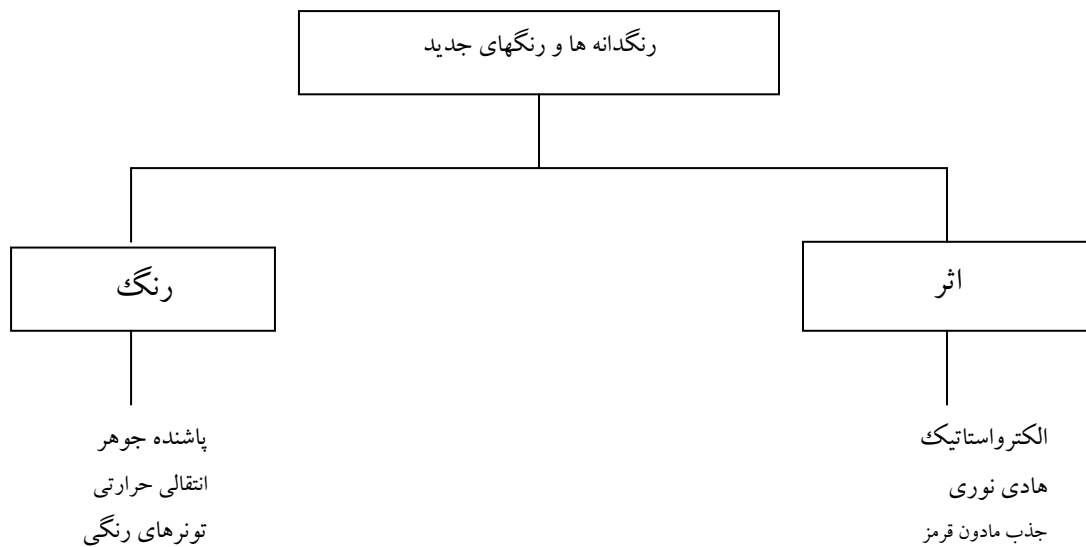 رنگدانه ها و رنگهای جدید
اثر
الکترواستاتیک
هادی نوری
جذب مادون قرمز
رنگ
پاشنده جوهر
انتقالی حرارتی
تونرهای رنگی